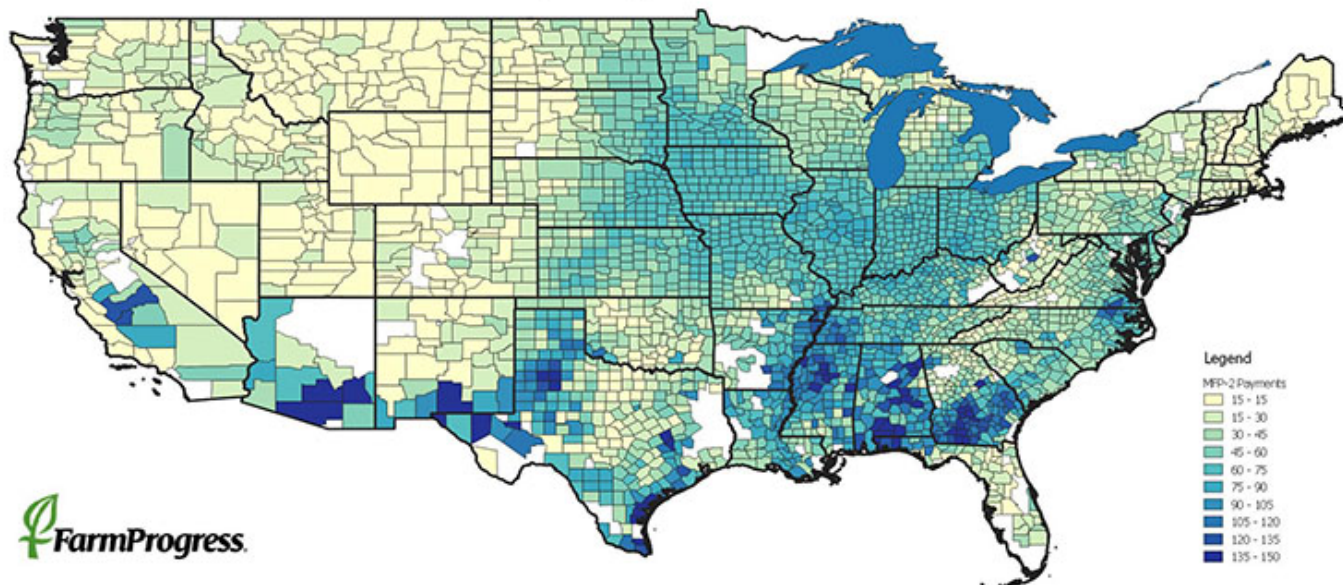 Legend
MFP-2 Payments
15 - 15
15 - 30
30 - 45
45 - 60
60 - 75
75 - 90
90 - 105
105 - 120
120 - 135
135 - 150
FarmProgress.